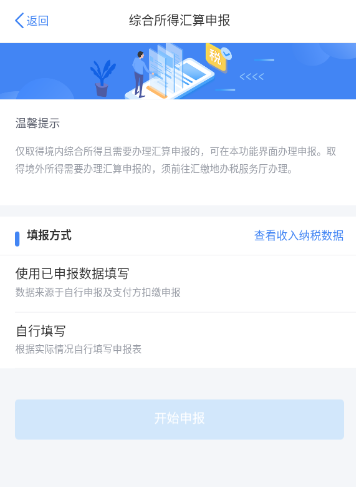 返回
综合所得汇算申报
税
温馨提示
仅取得境内综合所得且需要办理汇算申报的，可在本功能界面办理申报。取
得境外所得需要办理汇算申报的，须前往汇缴地办税服务厅办理。
填报方式
查看收入纳税数据
使用已申报数据填写
数据来源于自行申报及支付方扣缴申报
自行填写
根据实际情况自行填写申报表
开始申报